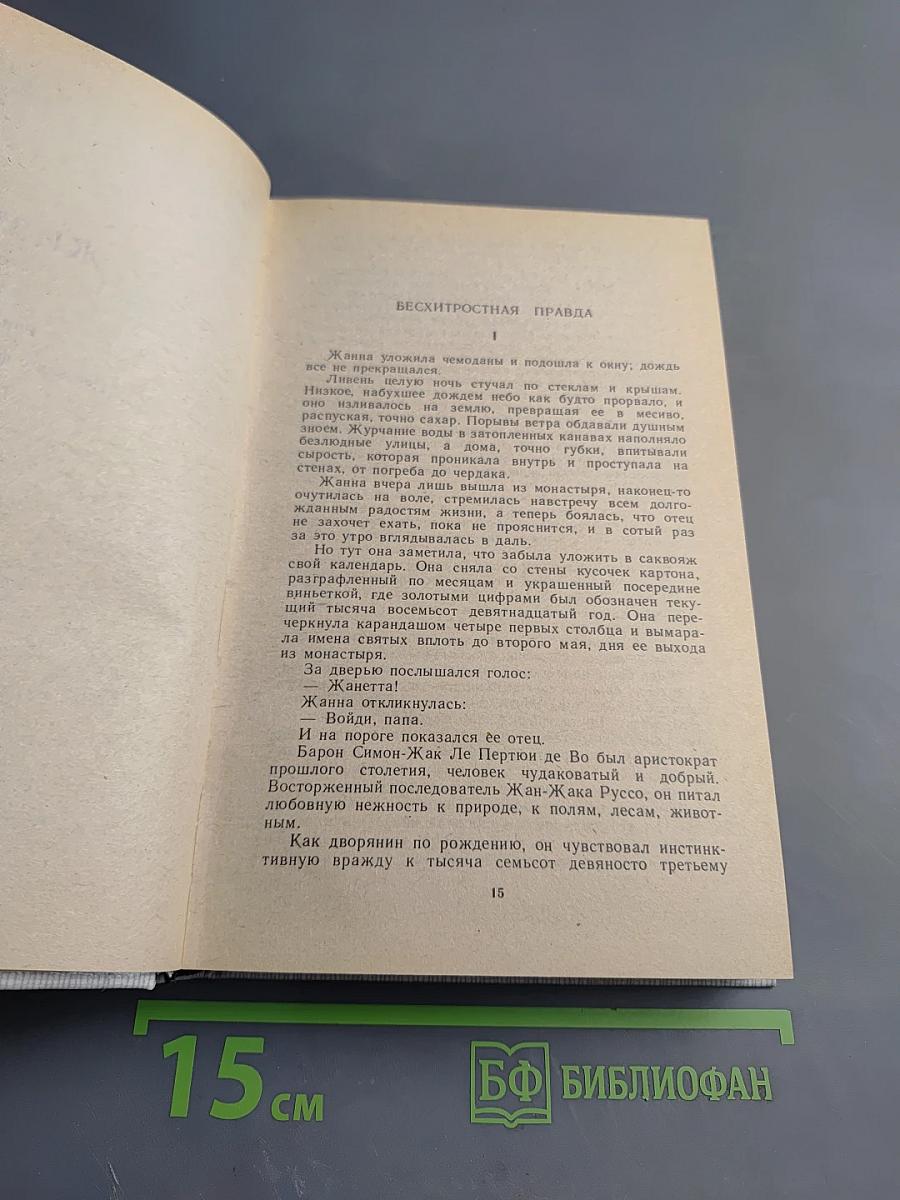 БЕСХИТРОСТНАЯ ПРАВДА
I
Жанна уложила чемоданы и подошла к окну; дождь
все не прекращался.
Ливень целую ночь стучал по стеклам и крышам.
Низкое, набухшее дождем небо как будто прорвало, и
оно изливалось на землю, превращая ее в месиво,
распуская, точно сахар. Порывы ветра обдавали душным
зноем. Журчание воды в затопленных канавах наполняло
безлюдные улицы, а дома, точно губки, впитывали
сырость, которая проникала внутрь и проступала на
стенах, от погреба до чердака.
Жанна вчера лишь вышла из монастыря, наконец-то
очутилась на воле, стремилась навстречу всем долго-
жданным радостям жизни, а теперь боялась, что отец
не захочет ехать, пока не прояснится, и в сотый раз
за это утро вглядывалась в даль.
Но тут она заметила, что забыла уложить в саквояж
свой календарь. Она сняла со стены кусочек картона,
разграфленный по месяцам и украшенный посередине
виньеткой, где золотыми цифрами был обозначен теку-
щий тысяча восемьсот девятнадцатый год. Она пере-
черкнула карандашом четыре первых столбца и вымара-
ла имена святых вплоть до второго мая, дня ее выхода
из монастыря.
За дверью послышался голос:
— Жанетта!
Жанна откликнулась:
— Войди, папа.
И на пороге показался ее отец.
Барон Симон-Жак Ле Пертюи де Во был аристократ
прошлого столетия, человек чудаковатый и добрый.
Восторженный последователь Жан-Жака Руссо, он питал
любовную нежность к природе, к полям, лесам, живот-
ным.
Как дворянин по рождению, он чувствовал инстинк-
тивную вражду к тысяча семьсот девяносто третьему
15
15 см
БФ БИБЛИОФАН